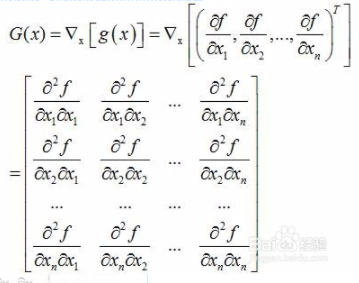 G(x) = ∇ₓ[g(x)] = ∇ₓ[(∂f/∂x₁, ∂f/∂x₂, ..., ∂f/∂xₙ)ᵀ]
= [ ∂²f/∂x₁∂x₁ ∂²f/∂x₁∂x₂ ... ∂²f/∂x₁∂xₙ
∂²f/∂x₂∂x₁ ∂²f/∂x₂∂x₂ ... ∂²f/∂x₂∂xₙ
... ... ... ...
∂²f/∂xₙ∂x₁ ∂²f/∂xₙ∂x₂ ... ∂²f/∂xₙ∂xₙ ]